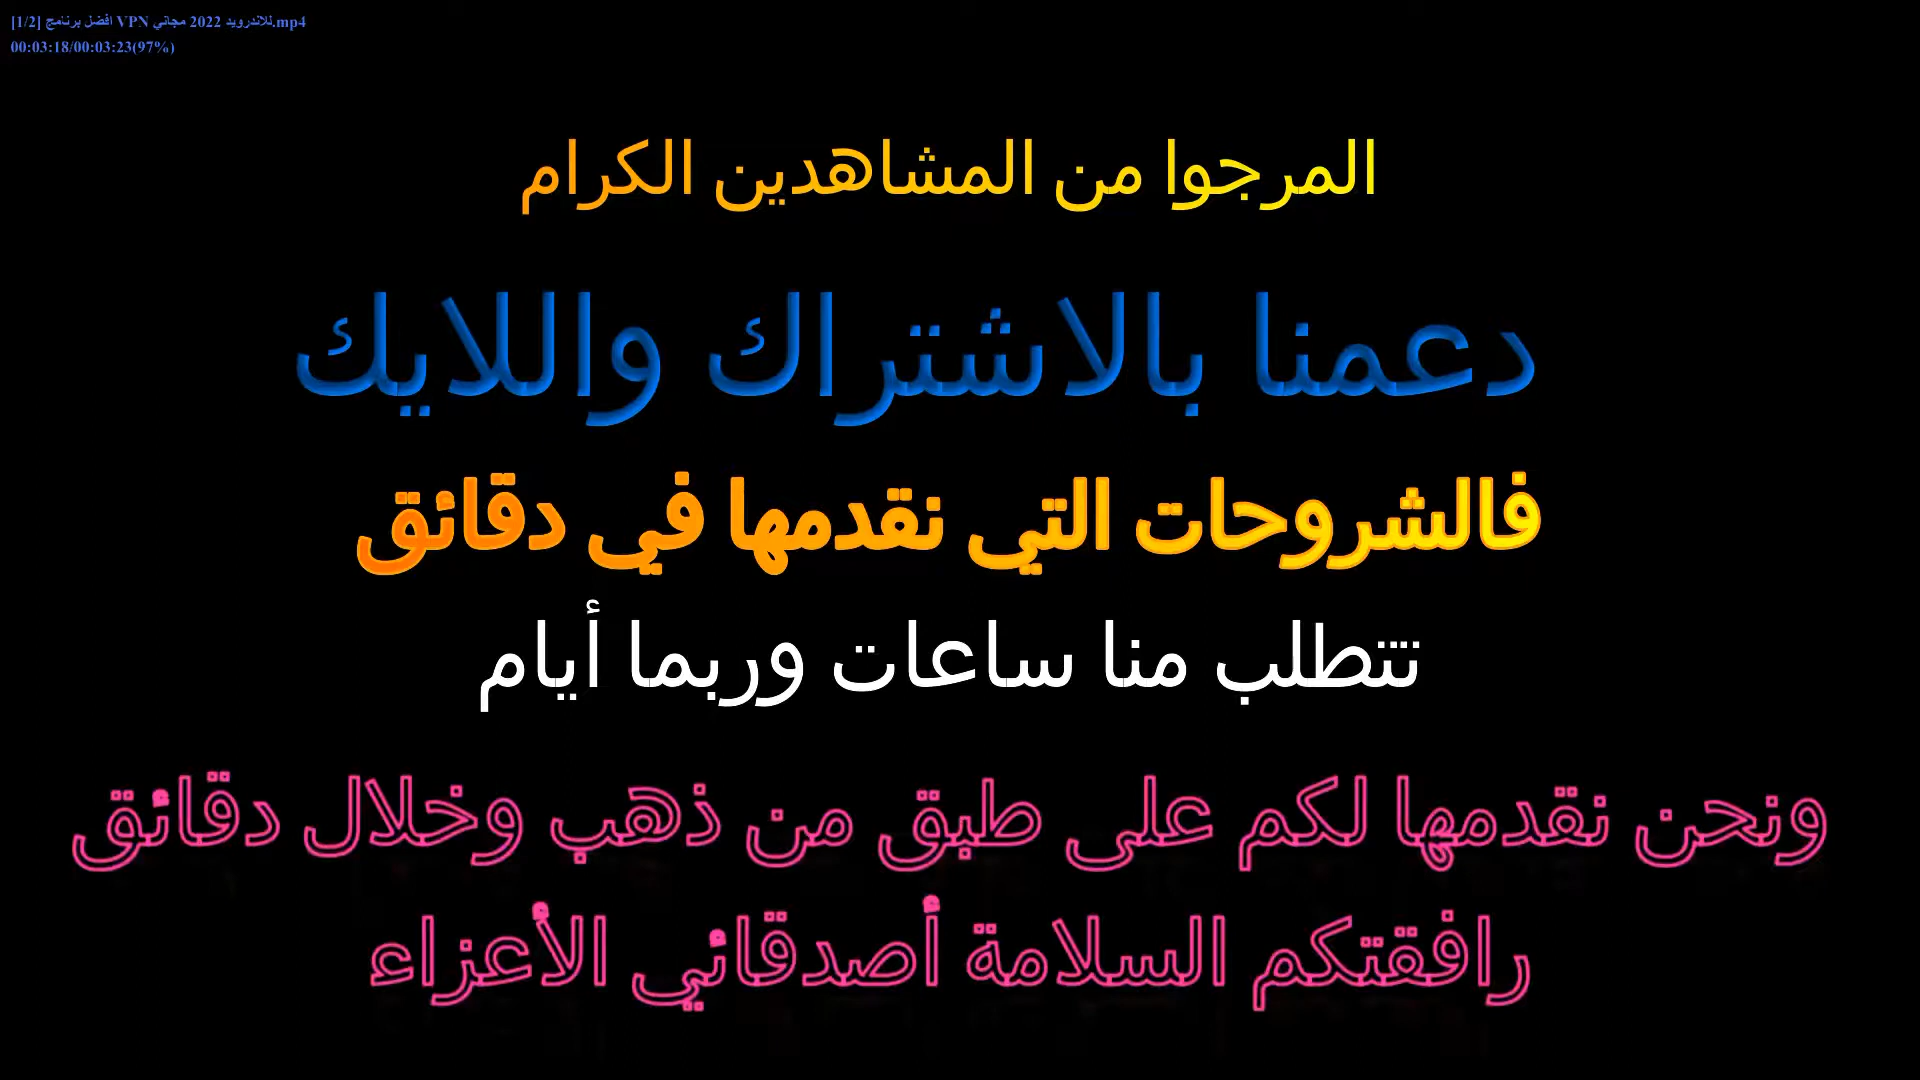 [1/2] افضل برنامج VPN مجاني 2022 للاندرويد.mp4
00:03:18/00:03:23(97%)
المرجوا من المشاهدين الكرام
دعمنا بالاشتراك واللايك
فالشروحات التي نقدمها في دقائق
تتطلب منا ساعات وربما أيام
ونحن نقدمها لكم على طبق من ذهب وخلال دقائق
رافقتكم السلامة أصدقائي الأعزاء